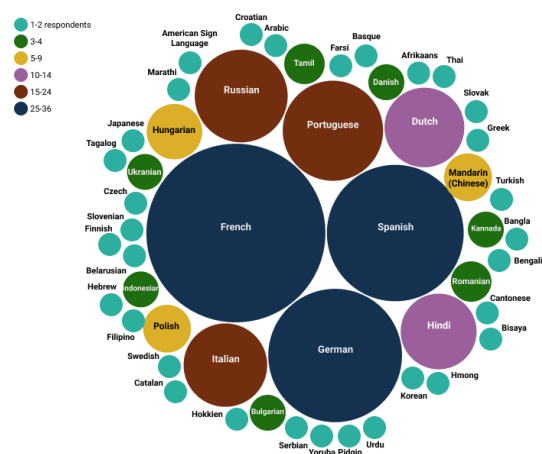 1-2 respondents
3-4
5-9
10-14
15-24
25-36
Croatian
Arabic
American Sign
Language
Marathi
Russian
Tamil
Farsi
Basque
Danish
Afrikaans
Thai
Slovak
Greek
Portuguese
Dutch
Hungarian
Japanese
Tagalog
Ukranian
Czech
Slovenian
Finnish
Belarusian
Hebrew
Indonesian
Filipino
Polish
Swedish
Catalan
French
Spanish
Mandarin
(Chinese)
Turkish
Kannada
Bangla
Bengali
Romanian
Cantonese
Bisaya
Hindi
Hmong
Korean
German
Italian
Hokkien
Bulgarian
Serbian
Yoruba
Pidgin
Urdu